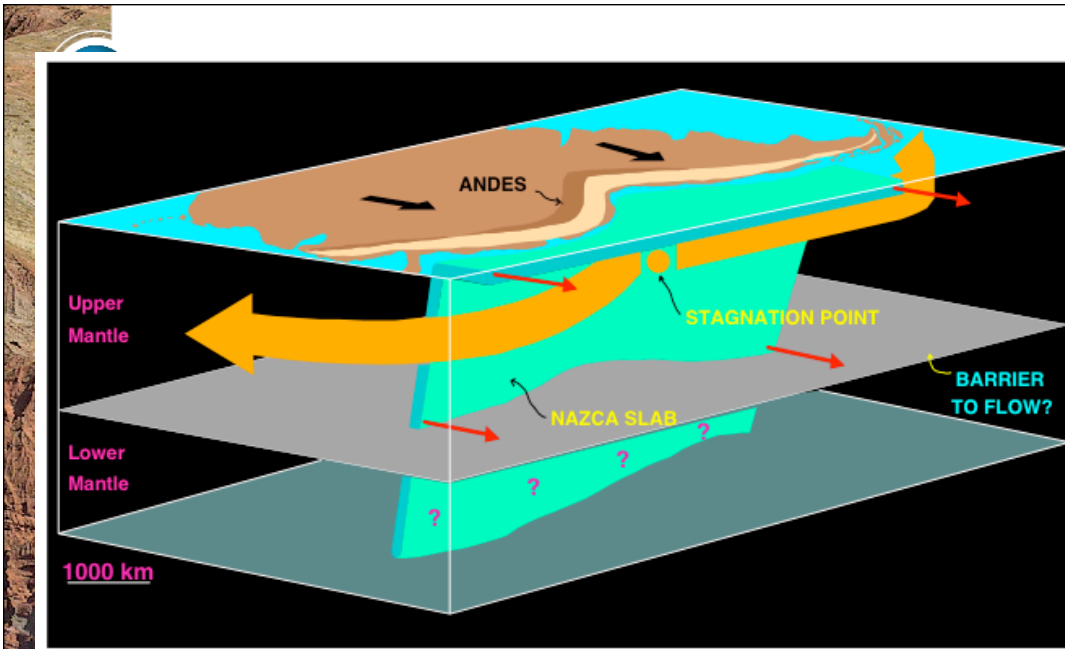 ANDES
Upper
Mantle
STAGNATION POINT
BARRIER
TO FLOW?
NAZCA SLAB
?
?
?
?
Lower
Mantle
1000 km